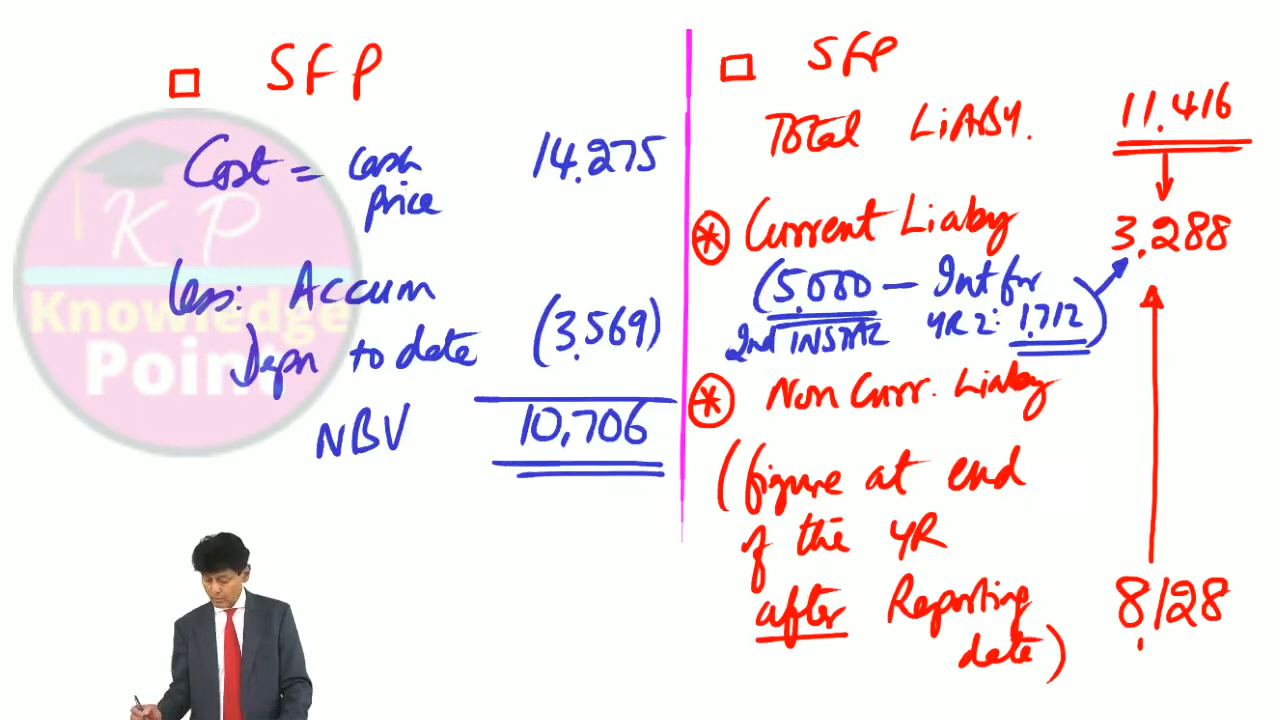 SFP
Cost = cash price 14,275
Less: Accum
Depn to date (3,569)
NBV 10,706
KP
Knowledge
Point
SFP
Total LiABY. 11,416
* Current Liaby 3,288
(5,000 – Int for
2nd INSTAL YR 2: 1,712)
* Non Curr. Liaby
(figure at end
of the YR
after Reporting 8,128
date)